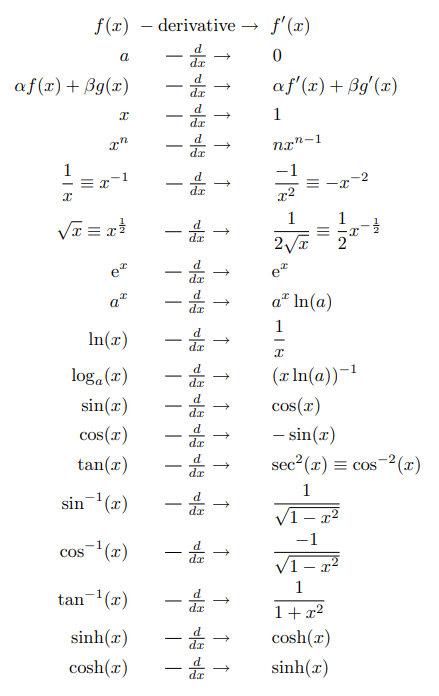 f(x) − derivative → f′(x)
a — d/dx → 0
αf(x) + βg(x) — d/dx → αf′(x) + βg′(x)
x — d/dx → 1
xⁿ — d/dx → nxⁿ⁻¹
1/x ≡ x⁻¹ — d/dx → −1/x² ≡ −x⁻²
√x ≡ x^(1/2) — d/dx → 1/(2√x) ≡ 1/2 x^(−1/2)
eˣ — d/dx → eˣ
aˣ — d/dx → aˣ ln(a)
ln(x) — d/dx → 1/x
logₐ(x) — d/dx → (x ln(a))⁻¹
sin(x) — d/dx → cos(x)
cos(x) — d/dx → − sin(x)
tan(x) — d/dx → sec²(x) ≡ cos⁻²(x)
sin⁻¹(x) — d/dx → 1/√(1 − x²)
cos⁻¹(x) — d/dx → −1/√(1 − x²)
tan⁻¹(x) — d/dx → 1/(1 + x²)
sinh(x) — d/dx → cosh(x)
cosh(x) — d/dx → sinh(x)